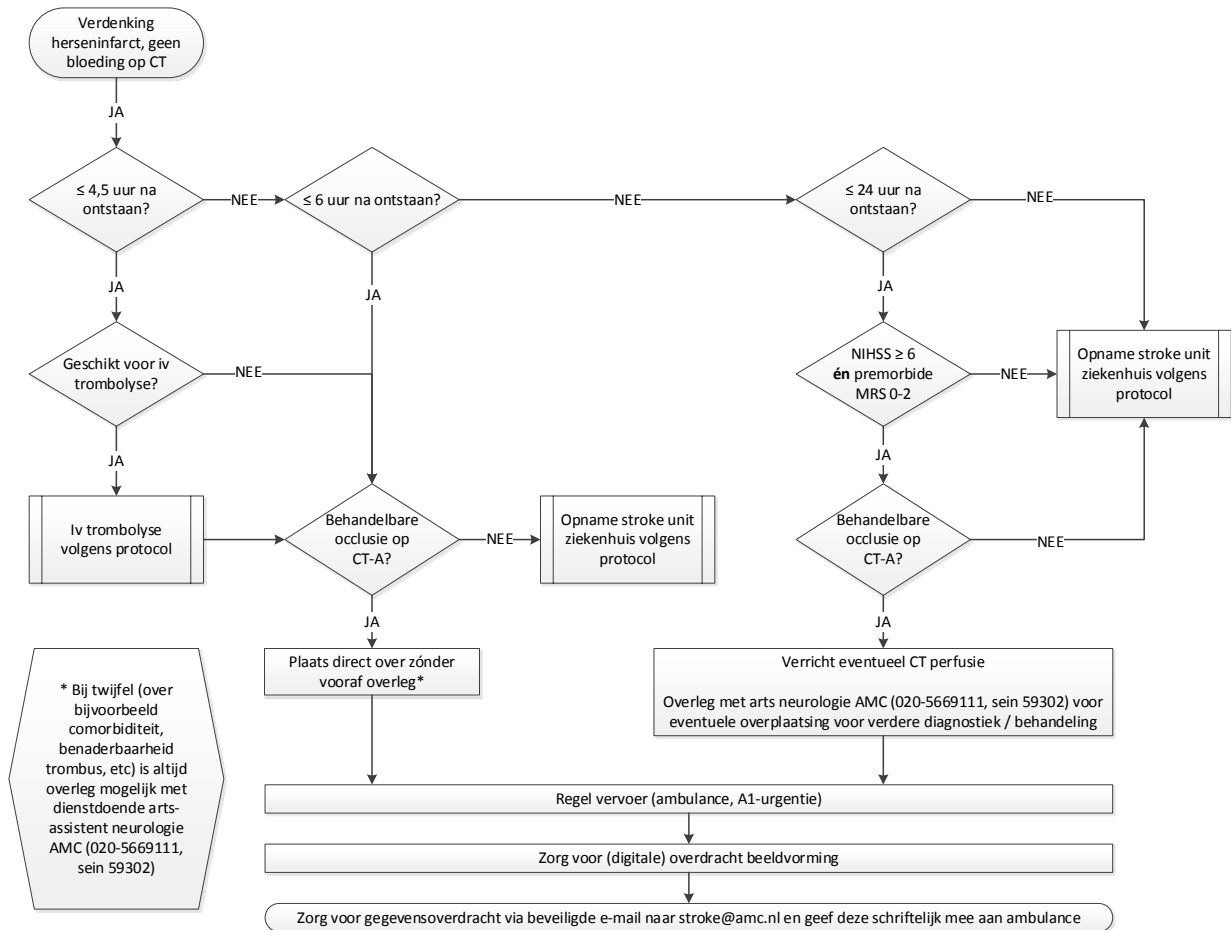 Verdenking
herseninfarct, geen
bloeding op CT
JA
≤ 4,5 uur na
ontstaan?
NEE
≤ 6 uur na ontstaan?
NEE
≤ 24 uur na
ontstaan?
NEE
JA
JA
JA
Geschikt voor iv
trombolyse?
NEE
NIHSS ≥ 6
én premorbide
MRS 0-2
NEE
Opname stroke unit
ziekenhuis volgens
protocol
JA
JA
Iv trombolyse
volgens protocol
Behandelbare
occlusie op
CT-A?
NEE
Opname stroke unit
ziekenhuis volgens
protocol
Behandelbare
occlusie op
CT-A?
NEE
JA
JA
Plaats direct over zónder
vooraf overleg*
Verricht eventueel CT perfusie
Overleg met arts neurologie AMC (020-5669111, sein 59302) voor
eventuele overplaatsing voor verdere diagnostiek / behandeling
* Bij twijfel (over
bijvoorbeeld
comorbiditeit,
benaderbaarheid
trombus, etc) is altijd
overleg mogelijk met
dienstdoende arts-
assistent neurologie
AMC (020-5669111,
sein 59302)
Regel vervoer (ambulance, A1-urgentie)
Zorg voor (digitale) overdracht beeldvorming
Zorg voor gegevensoverdracht via beveiligde e-mail naar stroke@amc.nl en geef deze schriftelijk mee aan ambulance